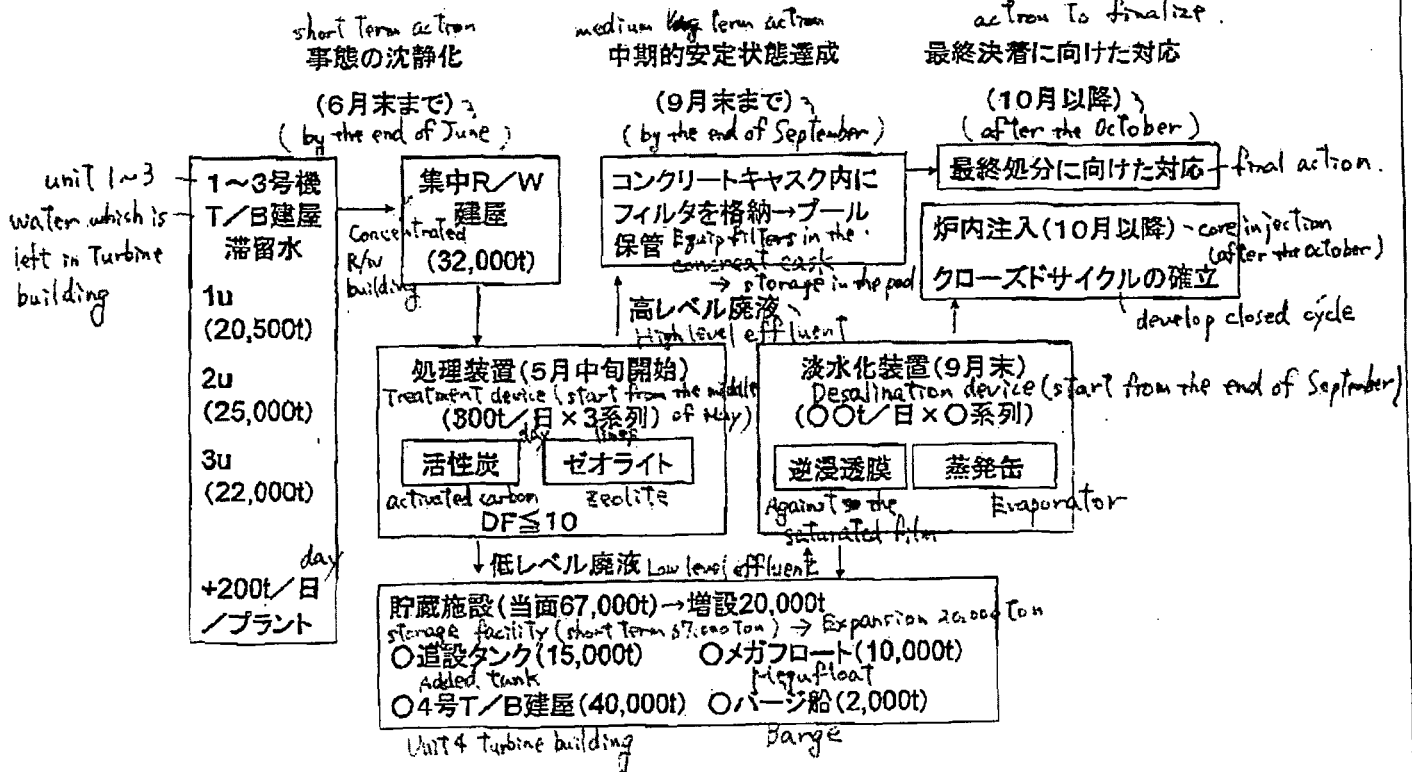 short term action
事態の沈静化
(6月末まで)
(by the end of June)
medium term action
中期的安定状態達成
(9月末まで)
(by the end of September)
action to finalize.
最終決着に向けた対応
(10月以降)
(after the October)
unit 1~3
water which is
left in Turbine
building
1~3号機
T/B建屋
滞留水
1u
(20,500t)
2u
(25,000t)
3u
(22,000t)
day
+200t/日
/プラント
集中R/W
建屋
(32,000t)
Concentrated
R/W
building
コンクリートキャスク内に
フィルタを格納→プール
保管
Equip filters in the
cask
→ storage in the
最終処分に向けた対応
final action.
炉内注入(10月以降)
core injection
(after the October)
クローズドサイクルの確立
develop closed cycle
高レベル廃液
High level effluent
処理装置(5月中旬開始)
Treatment device (start from the middle
of May)
(300t/日×3系列)
day lines
活性炭
activated carbon
ゼオライト
zeolite
DF≦10
淡水化装置(9月末)
Desalination device (start from the end of September)
(〇〇t/日×〇系列)
逆浸透膜
Against the
saturated film
蒸発缶
Evaporator
低レベル廃液 Low level effluent
貯蔵施設(当面67,000t)→増設20,000t
storage facility (short term 67,000 ton) → Expansion 20,000 ton
〇道設タンク(15,000t)
Added tank
〇メガフロート(10,000t)
Megafloat
〇4号T/B建屋(40,000t)
Unit 4 turbine building
〇バージ船(2,000t)
Barge